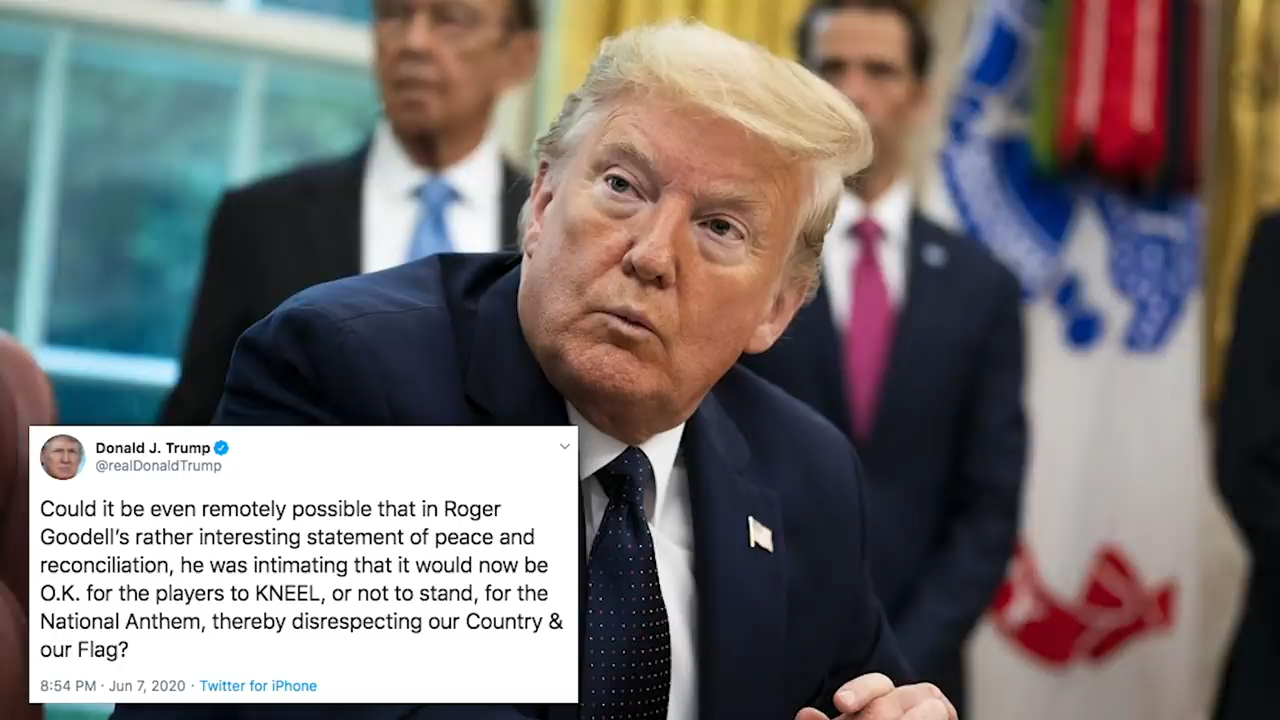 Donald J. Trump
@realDonaldTrump
Could it be even remotely possible that in Roger
Goodell's rather interesting statement of peace and
reconciliation, he was intimating that it would now be
O.K. for the players to KNEEL, or not to stand, for the
National Anthem, thereby disrespecting our Country &
our Flag?
8:54 PM · Jun 7, 2020 · Twitter for iPhone